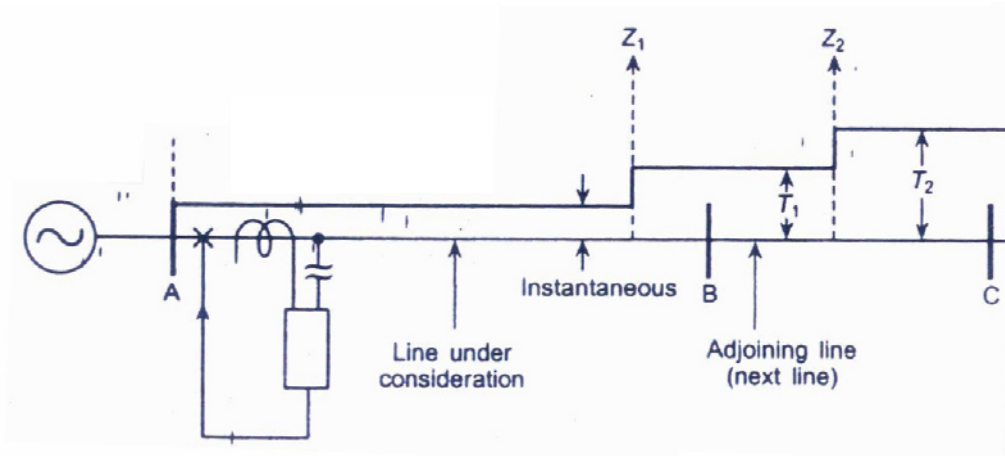 Z1 Z2
T1 T2
A Instantaneous B C
Line under
consideration
Adjoining line
(next line)